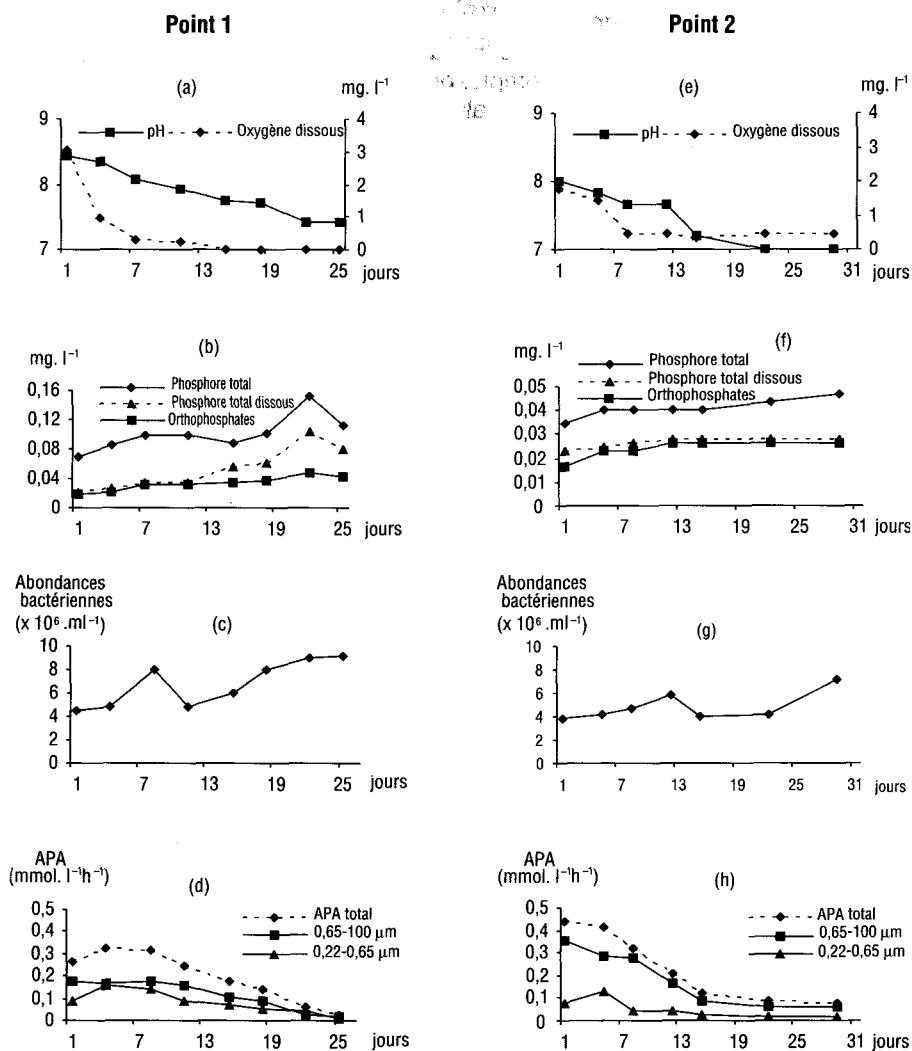 Point 1
Point 2
(a)
mg. l⁻¹
9
8
7
4
3
2
1
0
pH
Oxygène dissous
1 7 13 19 25 jours
(e)
mg. l⁻¹
9
8
7
4
3
2
1
0
pH
Oxygène dissous
1 7 13 19 25 31
jours
(b)
mg. l⁻¹
0,16
0,12
0,08
0,04
0
Phosphore total
Phosphore total dissous
Orthophosphates
1 7 13 19 25 jours
(f)
mg. l⁻¹
0,05
0,04
0,03
0,02
0,01
0
Phosphore total
Phosphore total dissous
Orthophosphates
1 7 13 19 25 31 jours
Abondances
bactériennes
(x 10⁶ .ml⁻¹)
(c)
10
8
6
4
2
0
1 7 13 19 25 jours
Abondances
bactériennes
(x 10⁶ .ml⁻¹)
(g)
10
8
6
4
2
0
1 7 13 19 25 31 jours
APA
(mmol. l⁻¹h⁻¹)
(d)
0,5
0,4
0,3
0,2
0,1
0
APA total
0,65-100 µm
0,22-0,65 µm
1 7 13 19 25 jours
APA
(mmol. l⁻¹h⁻¹)
(h)
0,5
0,4
0,3
0,2
0,1
0
APA total
0,65-100 µm
0,22-0,65 µm
1 7 13 19 25 31 jours